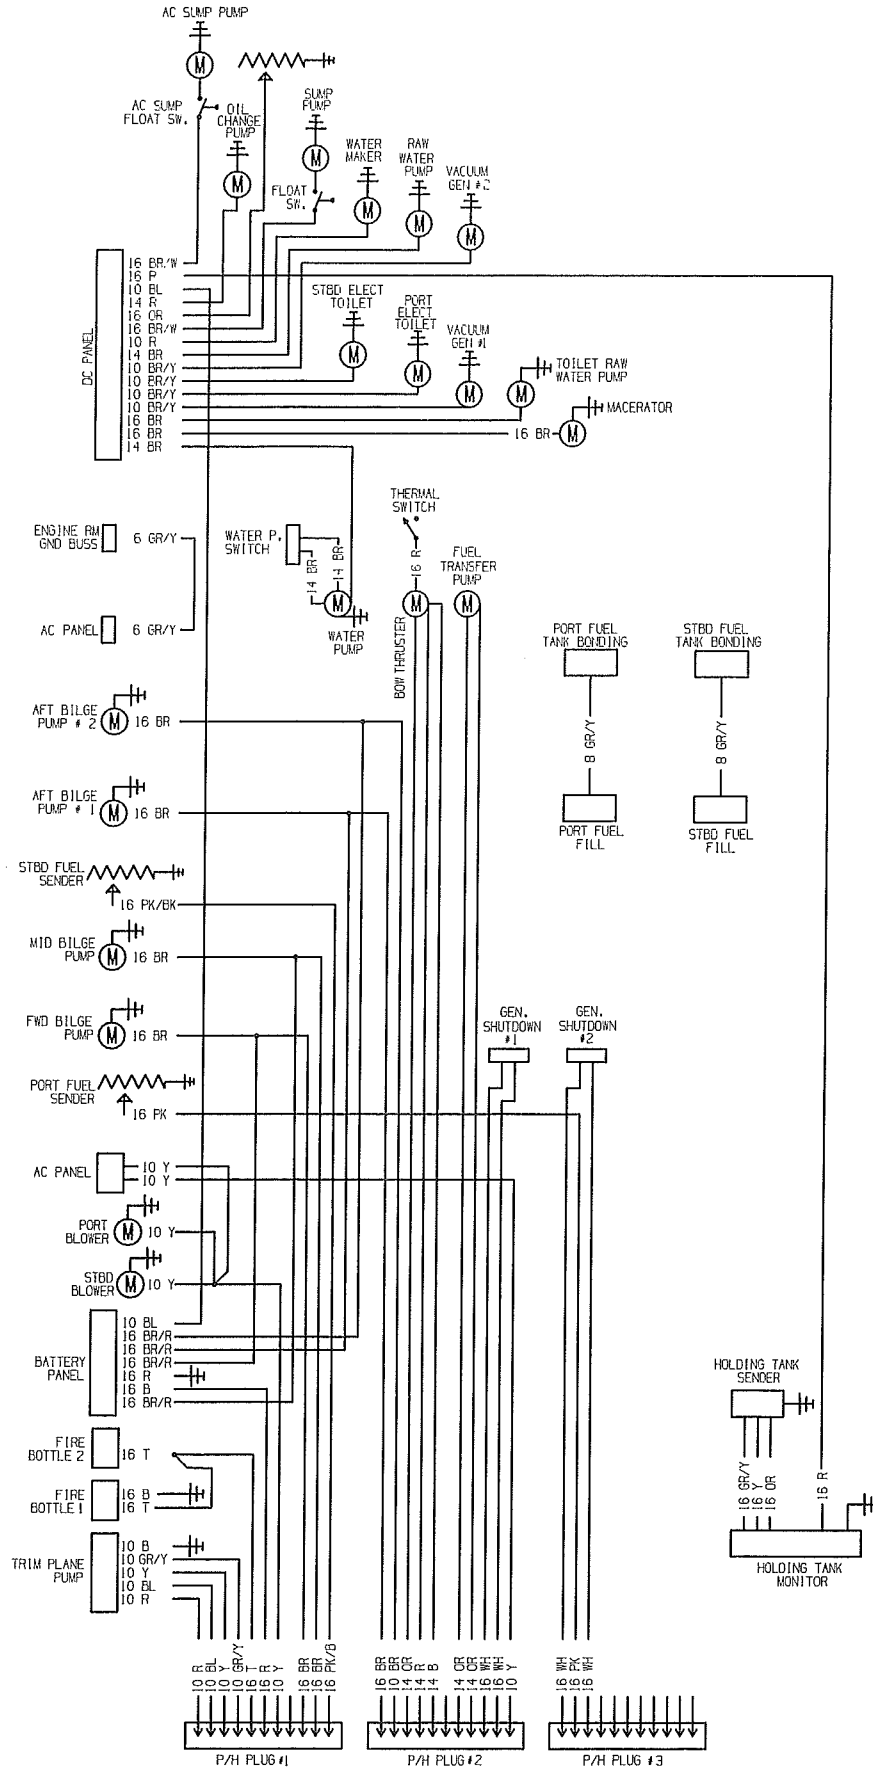 AC SUMP PUMP
M
AC SUMP
FLOAT SW.
OIL
CHANGE
PUMP
M
SUMP
PUMP
M
FLOAT
SW.
WATER
MAKER
M
RAW
WATER
PUMP
M
VACUUM
GEN #2
M
DC PANEL
16 BR/W
16 P
10 BL
14 R
16 OR
16 BR/W
10 R
14 BR
10 BR/Y
10 BR/Y
10 BR/Y
10 BR/Y
16 BR
16 BR
14 BR
STBD ELECT
TOILET
M
PORT
ELECT
TOILET
M
VACUUM
GEN #1
M
TOILET RAW
WATER PUMP
M
MACERATOR
16 BR
M
ENGINE RM
GND BUSS
6 GR/Y
AC PANEL
6 GR/Y
WATER P.
SWITCH
14 BR
14 BR
M
WATER
PUMP
THERMAL
SWITCH
16 R
M
BOW THRUSTER
FUEL
TRANSFER
PUMP
M
PORT FUEL
TANK BONDING
8 GR/Y
PORT FUEL
FILL
STBD FUEL
TANK BONDING
8 GR/Y
STBD FUEL
FILL
AFT BILGE
PUMP # 2
M
16 BR
AFT BILGE
PUMP # 1
M
16 BR
STBD FUEL
SENDER
16 PK/BK
MID BILGE
PUMP
M
16 BR
FWD BILGE
PUMP
M
16 BR
GEN.
SHUTDOWN
#1
GEN.
SHUTDOWN
#2
PORT FUEL
SENDER
16 PK
AC PANEL
10 Y
10 Y
PORT
BLOWER
M
10 Y
STBD
BLOWER
M
10 Y
BATTERY
PANEL
10 BL
16 BR/R
16 BR/R
16 BR/R
16 R
16 B
16 BR/R
FIRE
BOTTLE 2
16 T
FIRE
BOTTLE 1
16 B
16 T
TRIM PLANE
PUMP
10 B
10 GR/Y
10 Y
10 BL
10 R
HOLDING TANK
SENDER
16 GR/Y
16 Y
16 OR
16 R
HOLDING TANK
MONITOR
10 R
10 BL
10 Y
10 GR/Y
16 T
16 R
10 Y
16 BR
16 BR
16 PK/B
P/H PLUG #1
16 BR
10 BR
14 OR
14 R
14 B
14 OR
14 OR
16 WH
16 WH
10 Y
P/H PLUG #2
16 WH
16 PK
16 WH
P/H PLUG #3